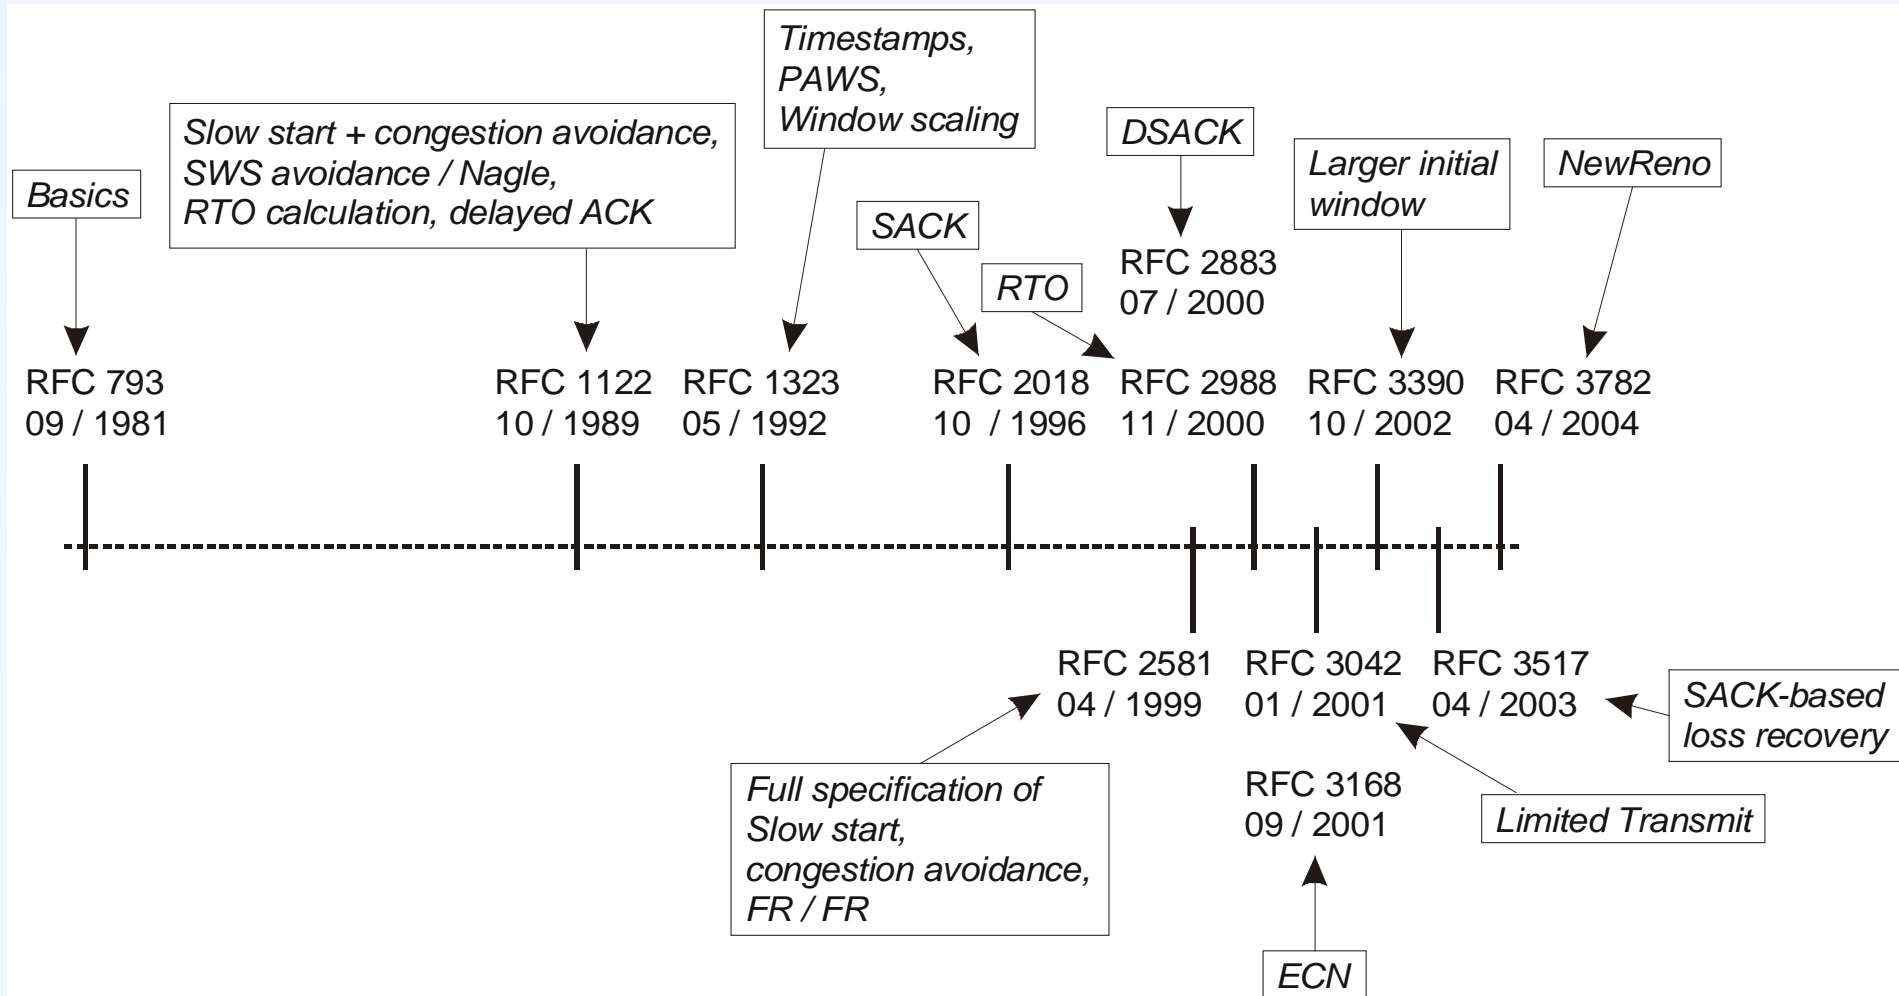 Timestamps,
PAWS,
Window scaling
Slow start + congestion avoidance,
SWS avoidance / Nagle,
RTO calculation, delayed ACK
DSACK
Larger initial
window
NewReno
Basics
SACK
RTO
RFC 2883
07 / 2000
RFC 793
09 / 1981
RFC 1122
10 / 1989
RFC 1323
05 / 1992
RFC 2018
10 / 1996
RFC 2988
11 / 2000
RFC 3390
10 / 2002
RFC 3782
04 / 2004
RFC 2581
04 / 1999
RFC 3042
01 / 2001
RFC 3517
04 / 2003
SACK-based
loss recovery
Full specification of
Slow start,
congestion avoidance,
FR / FR
RFC 3168
09 / 2001
Limited Transmit
ECN